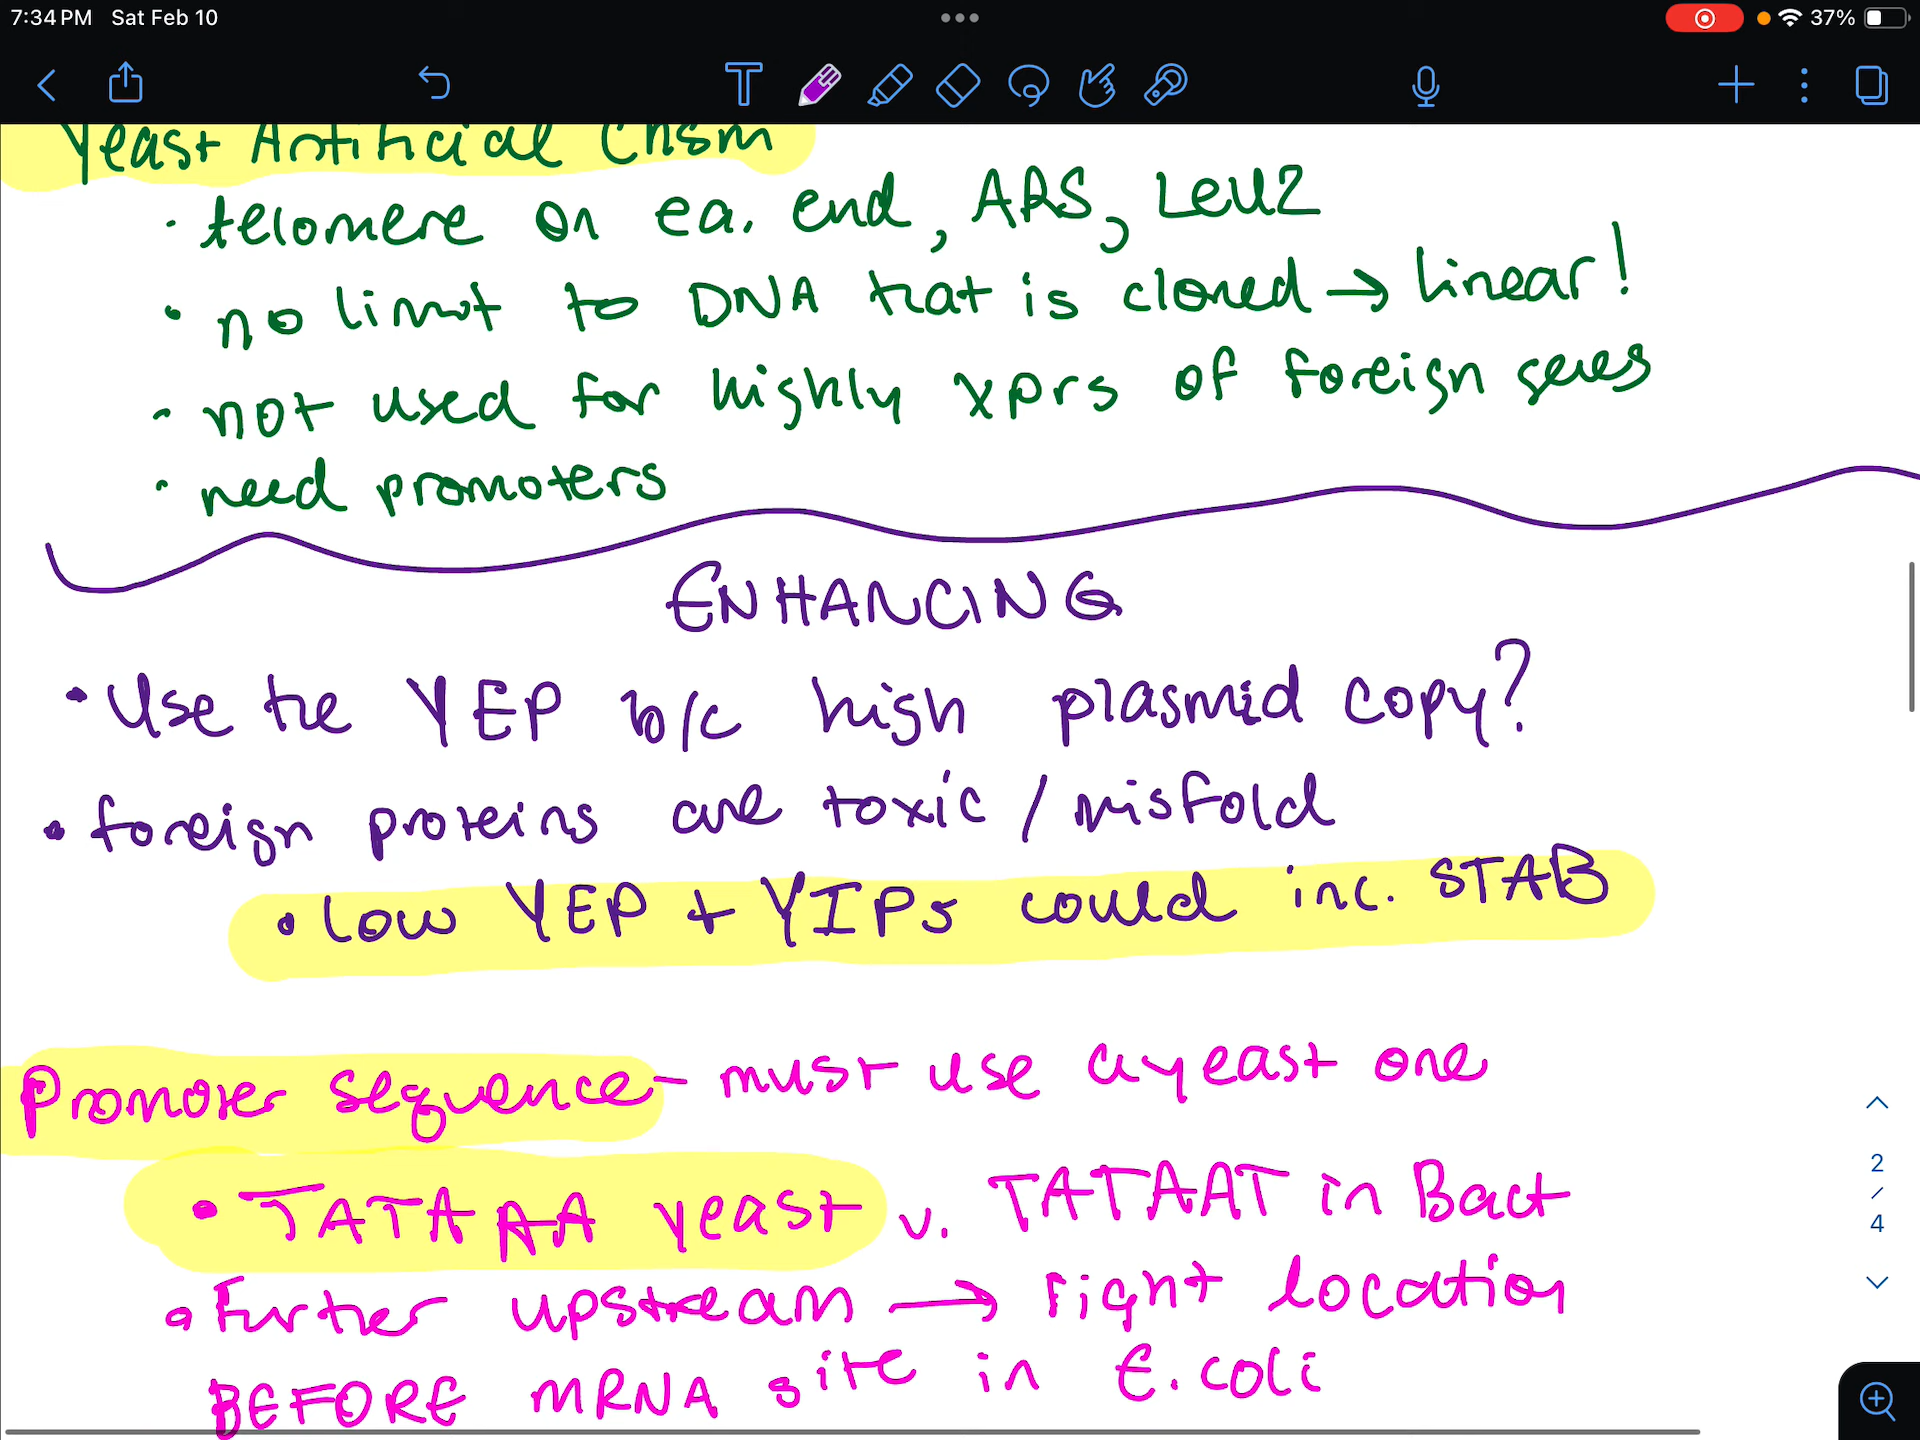 7:34 PM Sat Feb 10
37%
Yeast Artificial Chsm
· telomere on ea. end, ARS, Leu2
· no limit to DNA that is cloned → linear!
· not used for highly xprs of foreign genes
· need promoters
ENHANCING
• Use the YEP b/c high plasmid copy?
• foreign proteins are toxic / misfold
• low YEP + YIPs could inc. STAB
Promoter sequence - must use a yeast one
• TATAAA yeast v. TATAAT in Bact
• Further upstream → right location
BEFORE mRNA site in E. coli
2
/
4